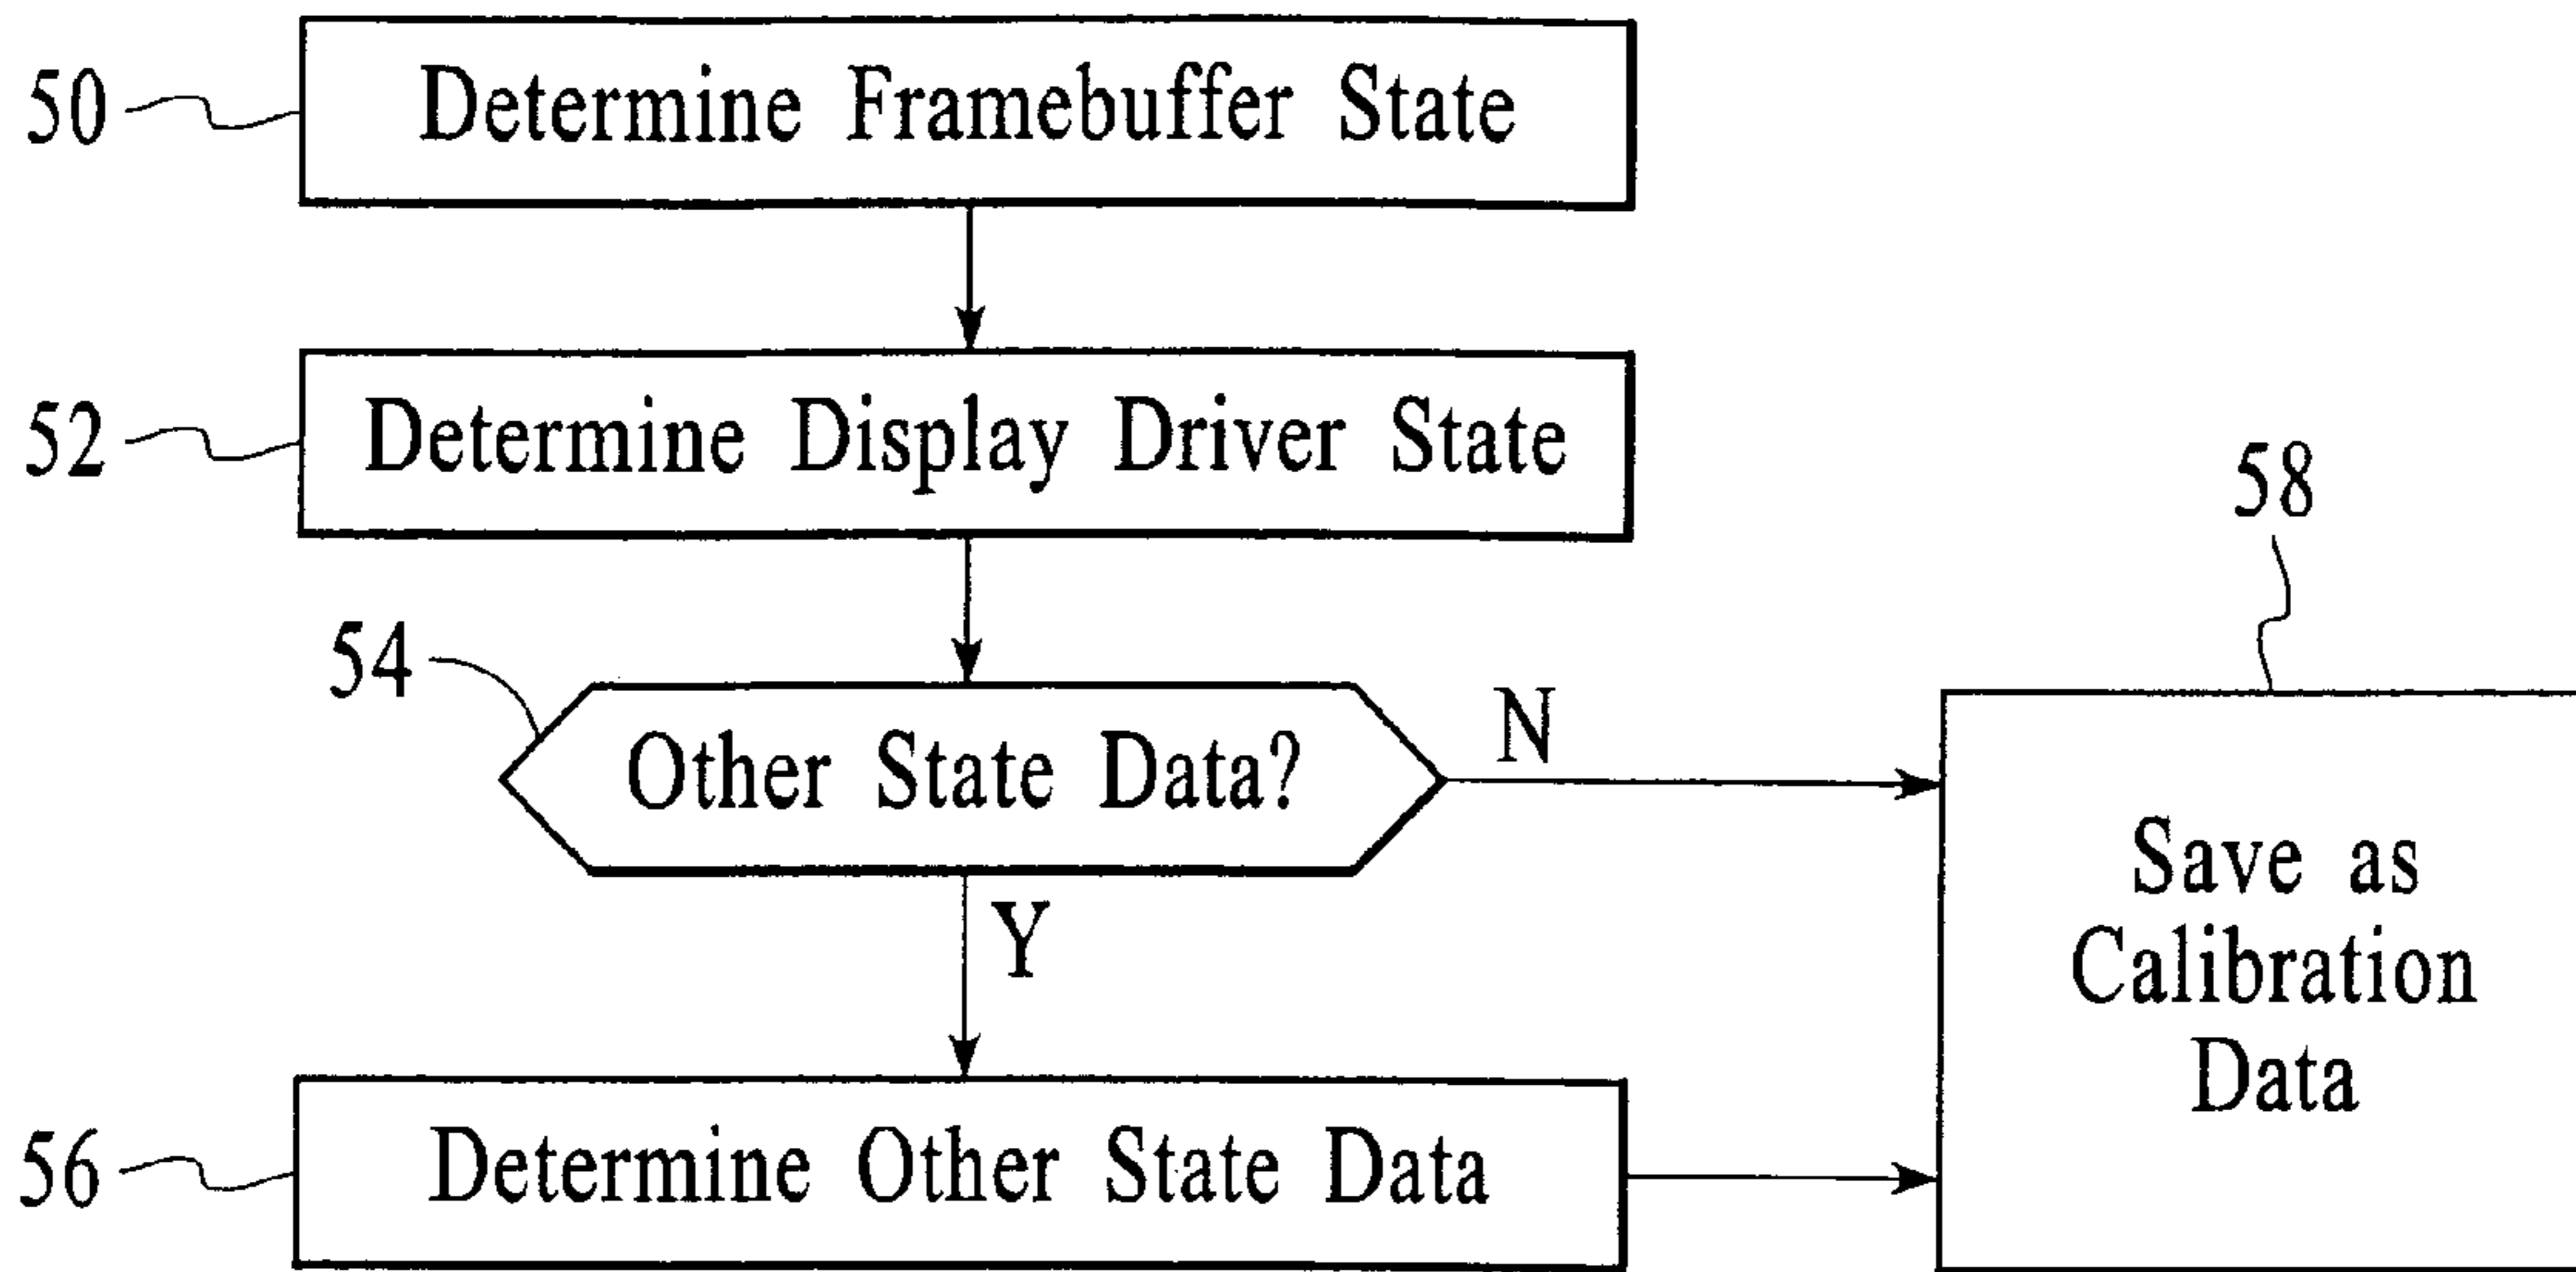 50
Determine Framebuffer State
52
Determine Display Driver State
58
54
Other State Data?
N
Y
Save as
Calibration
Data
56
Determine Other State Data